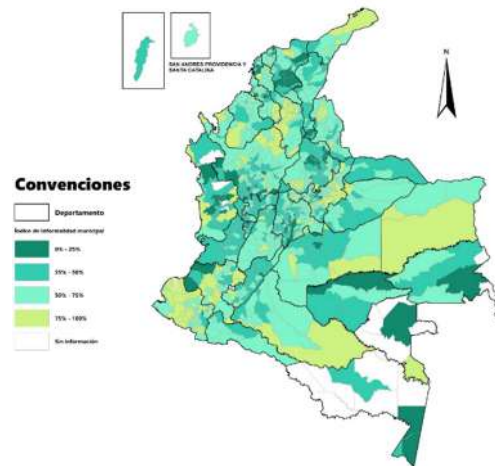 SAN ANDRES PROVIDENCIA Y
SANTA CATALINA
N
Convenciones
Departamento
Índice de informalidad municipal
0% - 25%
25% - 50%
50% - 75%
75% - 100%
Sin información